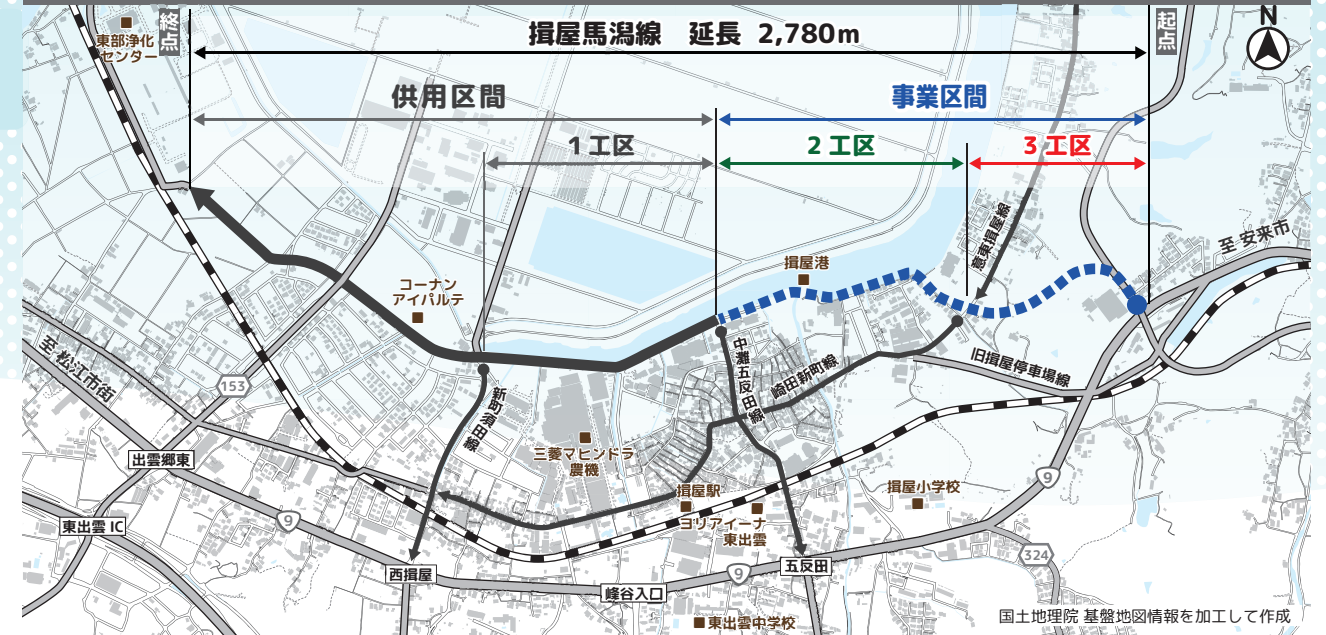 揖屋馬潟線　延長 2,780m
終点
起点
N
東部浄化
センター
供用区間
事業区間
1 工区
2 工区
3 工区
意東揖屋線
至 安来市
揖屋港
コーナン
アイパルテ
至 松江市街
153
中灘五反田線
崎田新町線
旧揖屋停車場線
新町須田線
三菱マヒンドラ
農機
出雲郷東
揖屋駅
揖屋小学校
9
ヨリアイーナ
東出雲
東出雲 IC
9
324
西揖屋
9
五反田
峰谷入口
東出雲中学校
国土地理院 基盤地図情報を加工して作成